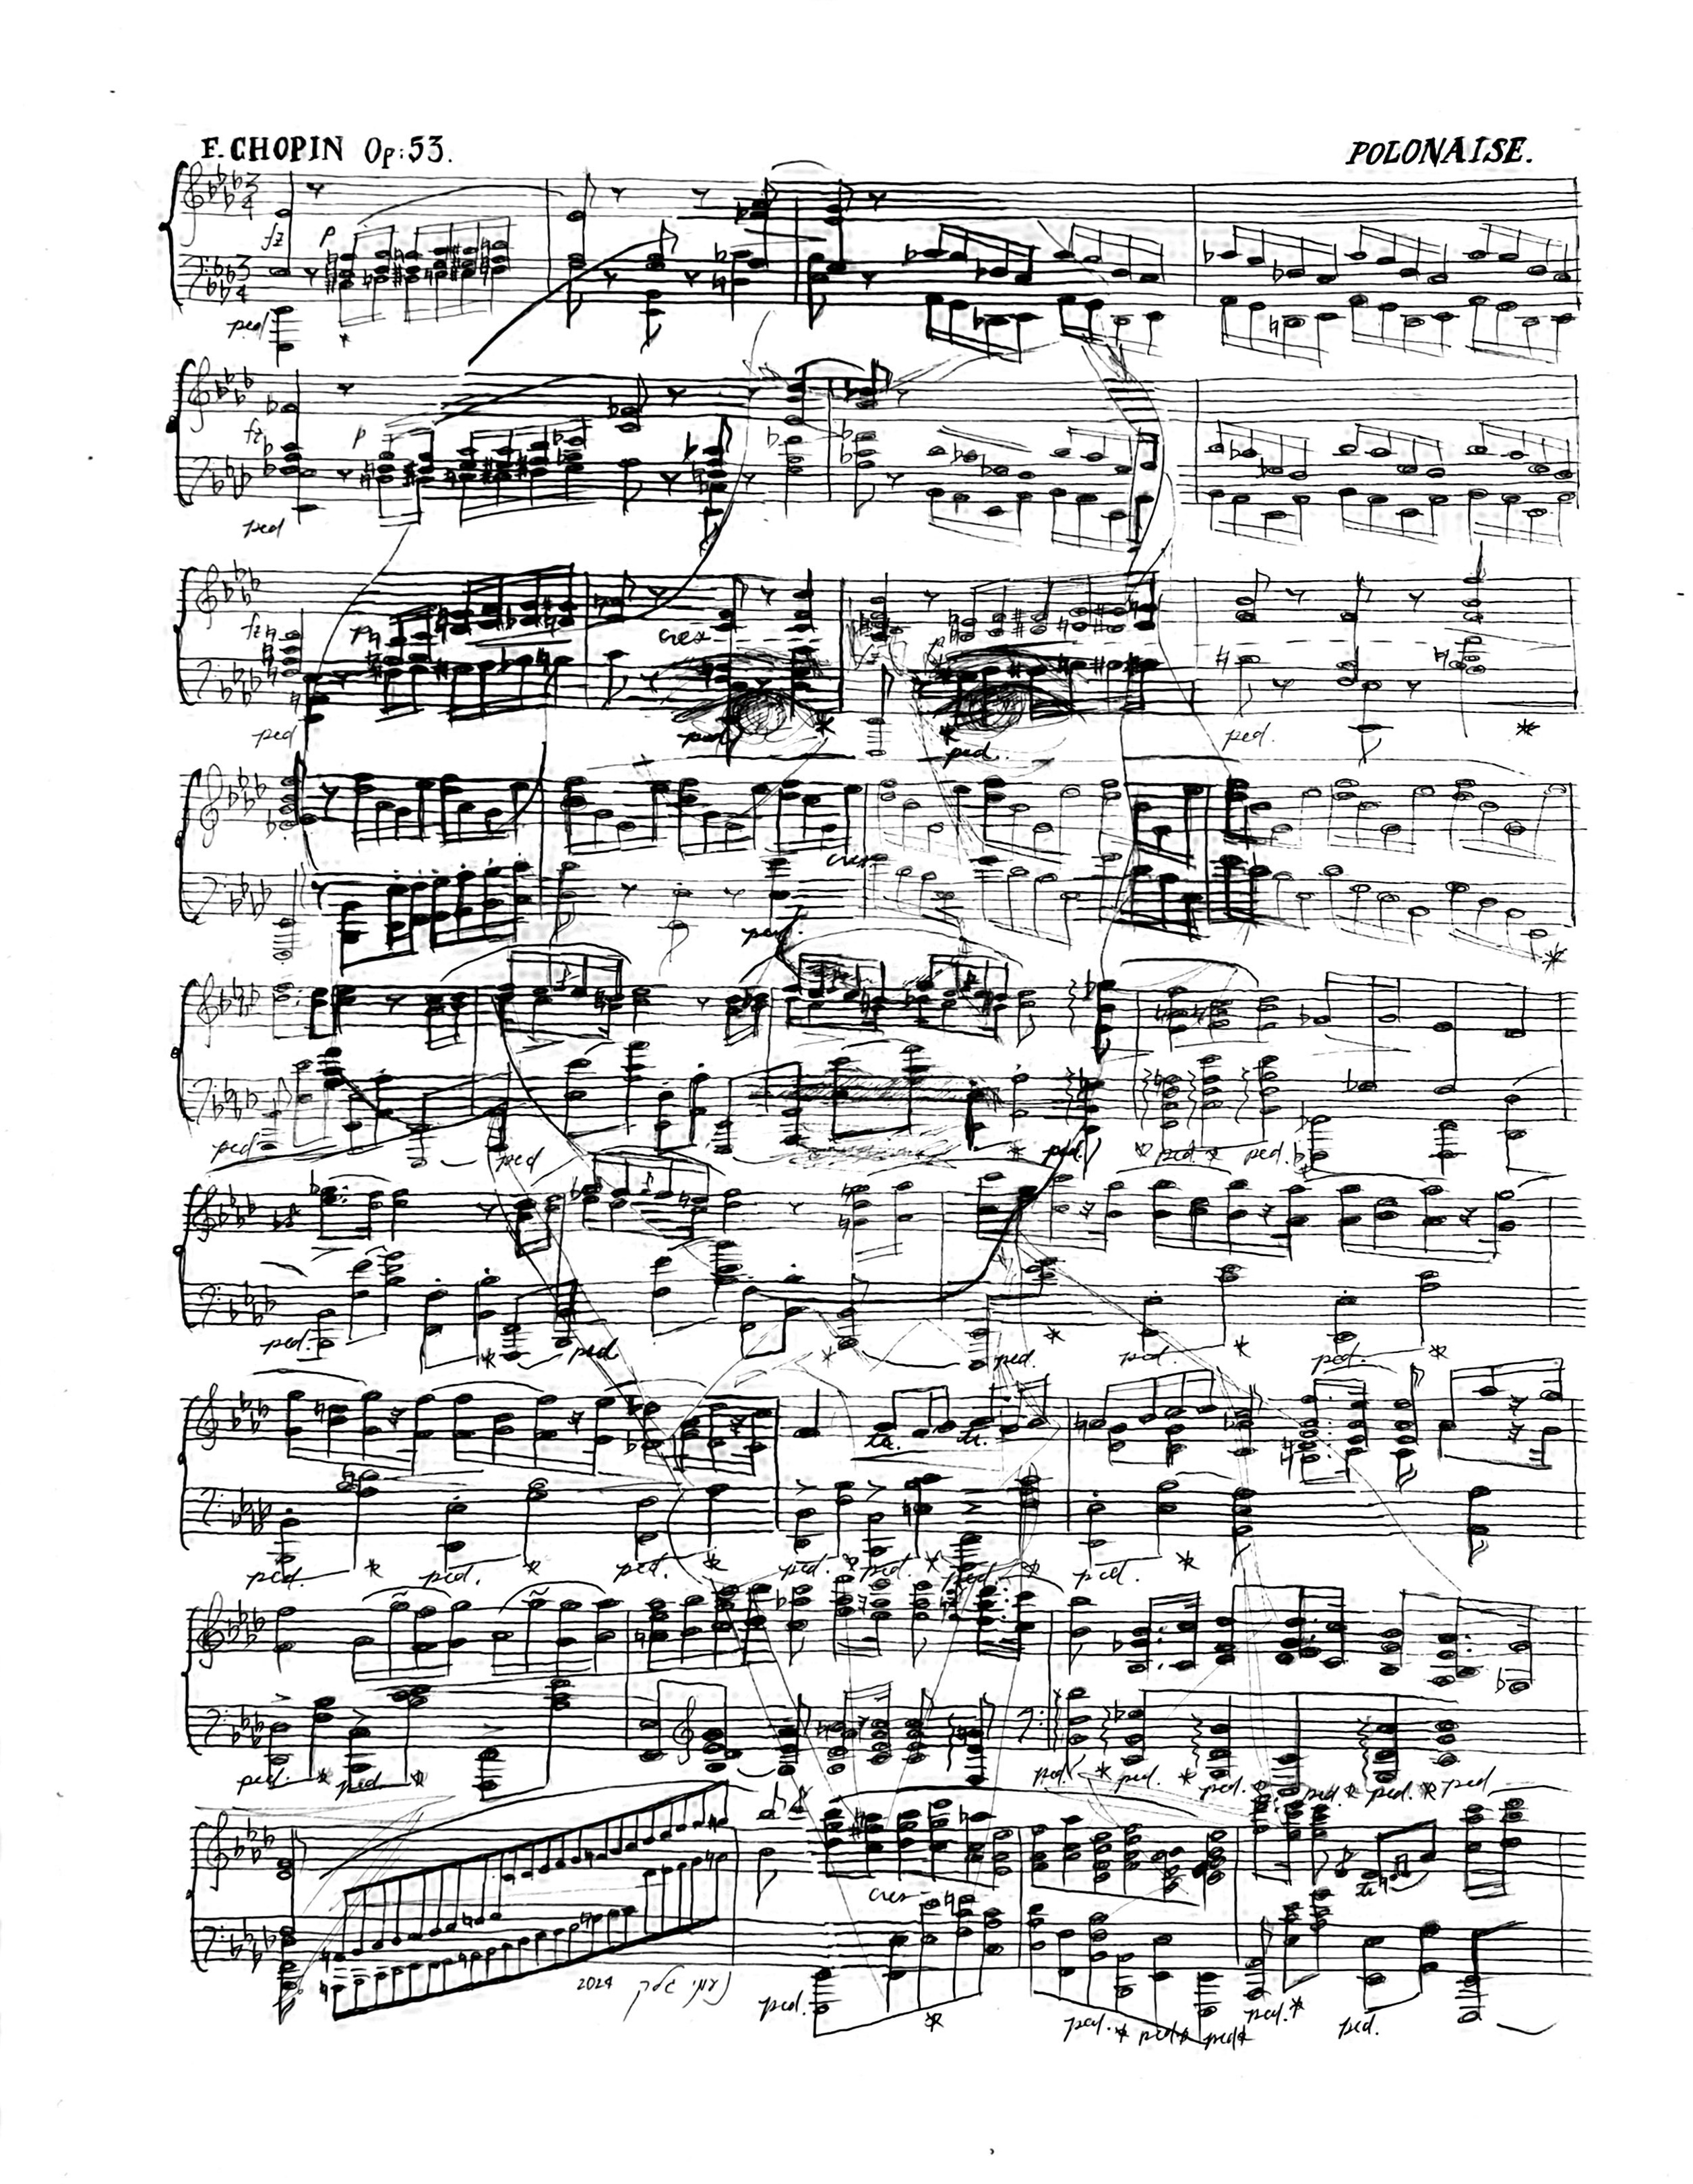 F. CHOPIN Op:53. POLONAISE.
fz p
ped
fz p
ped
fz p cres
ped ped ped. ped.
cres
ped.
ped ped ped. ped. ped.
ped. ped ped. ped. ped.
tr. tr.
ped. ped. ped. ped. ped. ped. ped.
ped. ped. ped. ped. ped. ped. ped. ped
cres tr
2024
ped. ped. ped ped ped. ped.